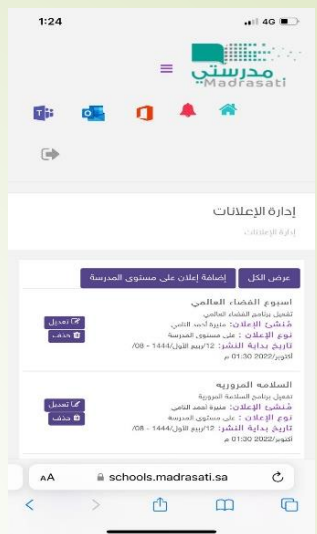 1:24
4G
مدرستي
Madrasati
إدارة الإعلانات
إدارة الإعلانات
عرض الكل
إضافة إعلان على مستوى المدرسة
اسبوع الفضاء العالمي
تفعيل برنامج الفضاء العالمي
مُنشئ الإعلان: منيرة أحمد النامي
نوع الإعلان : على مستوى المدرسة
تاريخ بداية النشر: 12/ربيع الأول/1444 - 08/
أكتوبر/2022 01:30 م
تعديل
حذف
السلامه المروريه
تفعيل برنامج السلامة المرورية
مُنشئ الإعلان: منيرة أحمد النامي
نوع الإعلان : على مستوى المدرسة
تاريخ بداية النشر: 12/ربيع الأول/1444 - 08/
أكتوبر/2022 01:30 م
تعديل
حذف
AA
schools.madrasati.sa